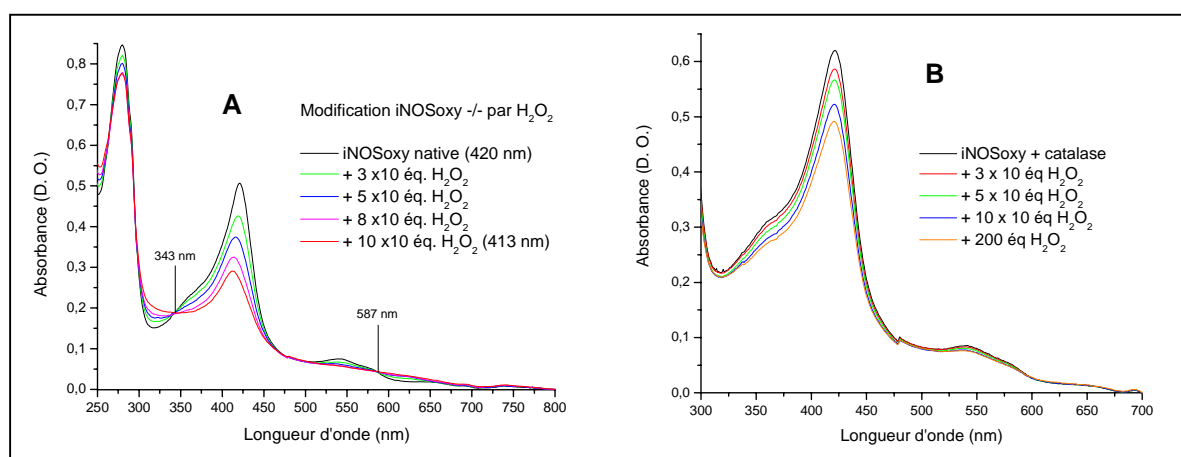 A
Modification iNOSoxy -/- par H₂O₂
iNOSoxy native (420 nm)
+ 3 x10 éq. H₂O₂
+ 5 x10 éq. H₂O₂
+ 8 x10 éq. H₂O₂
+ 10 x10 éq. H₂O₂ (413 nm)
343 nm
587 nm
Absorbance (D. O.)
0,8
0,7
0,6
0,5
0,4
0,3
0,2
0,1
0,0
250 300 350 400 450 500 550 600 650 700 750 800
Longueur d'onde (nm)
B
iNOSoxy + catalase
+ 3 x 10 éq H₂O₂
+ 5 x 10 éq H₂O₂
+ 10 x 10 éq H₂O₂
+ 200 éq H₂O₂
Absorbance (D. O.)
0,6
0,5
0,4
0,3
0,2
0,1
0,0
300 350 400 450 500 550 600 650 700
Longueur d'onde (nm)